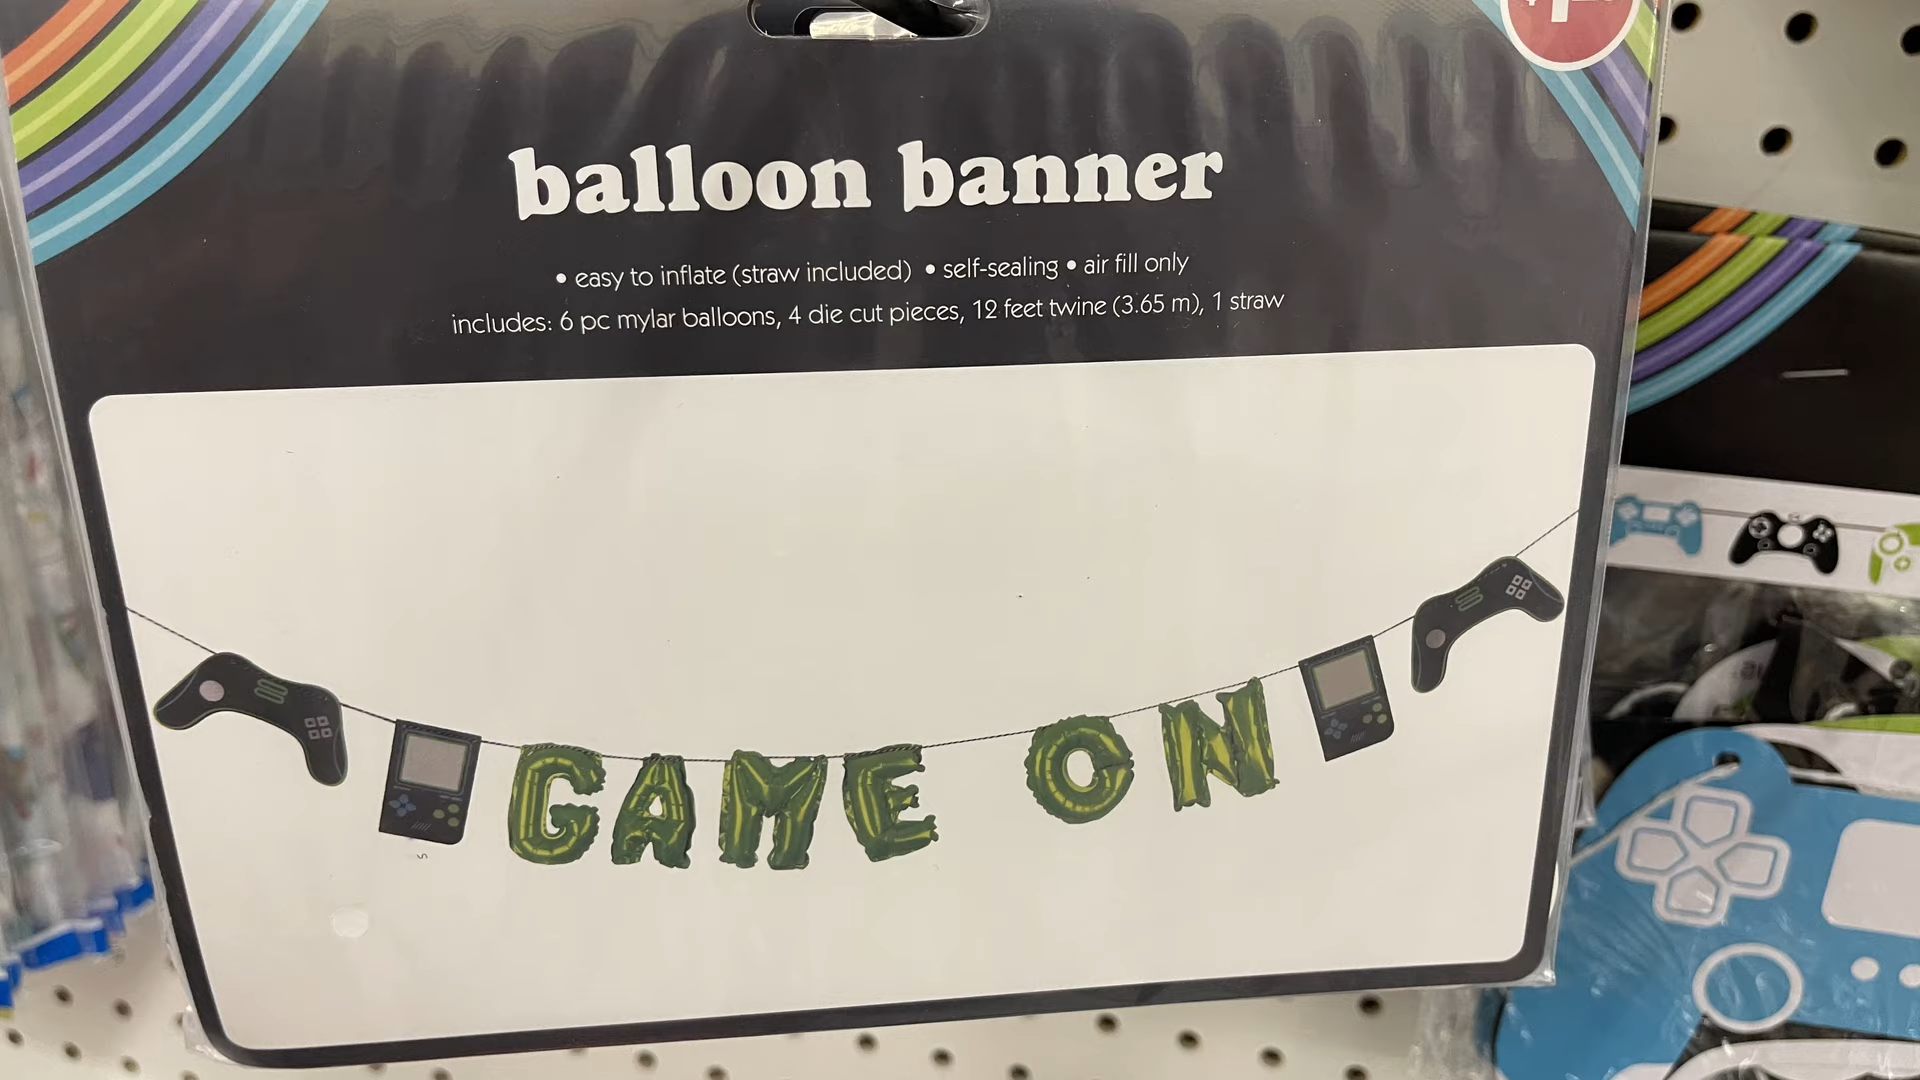 balloon banner
• easy to inflate (straw included) • self-sealing • air fill only
includes: 6 pc mylar balloons, 4 die cut pieces, 12 feet twine (3.65 m), 1 straw
GAME ON